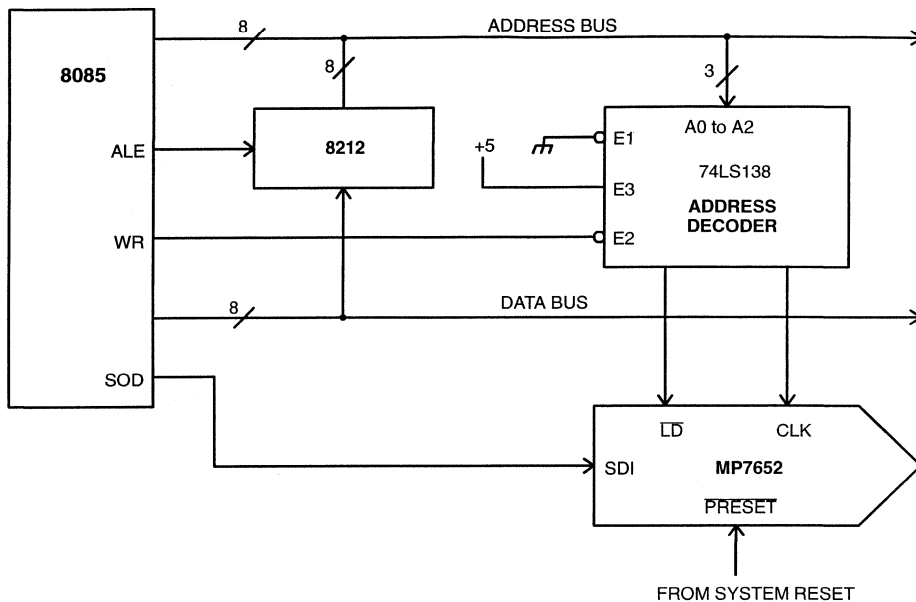 8
ADDRESS BUS
8085
8
3
ALE
8212
+5
E1
A0 to A2
E3
74LS138
ADDRESS
DECODER
WR
E2
8
DATA BUS
SOD
LD
CLK
SDI
MP7652
PRESET
FROM SYSTEM RESET